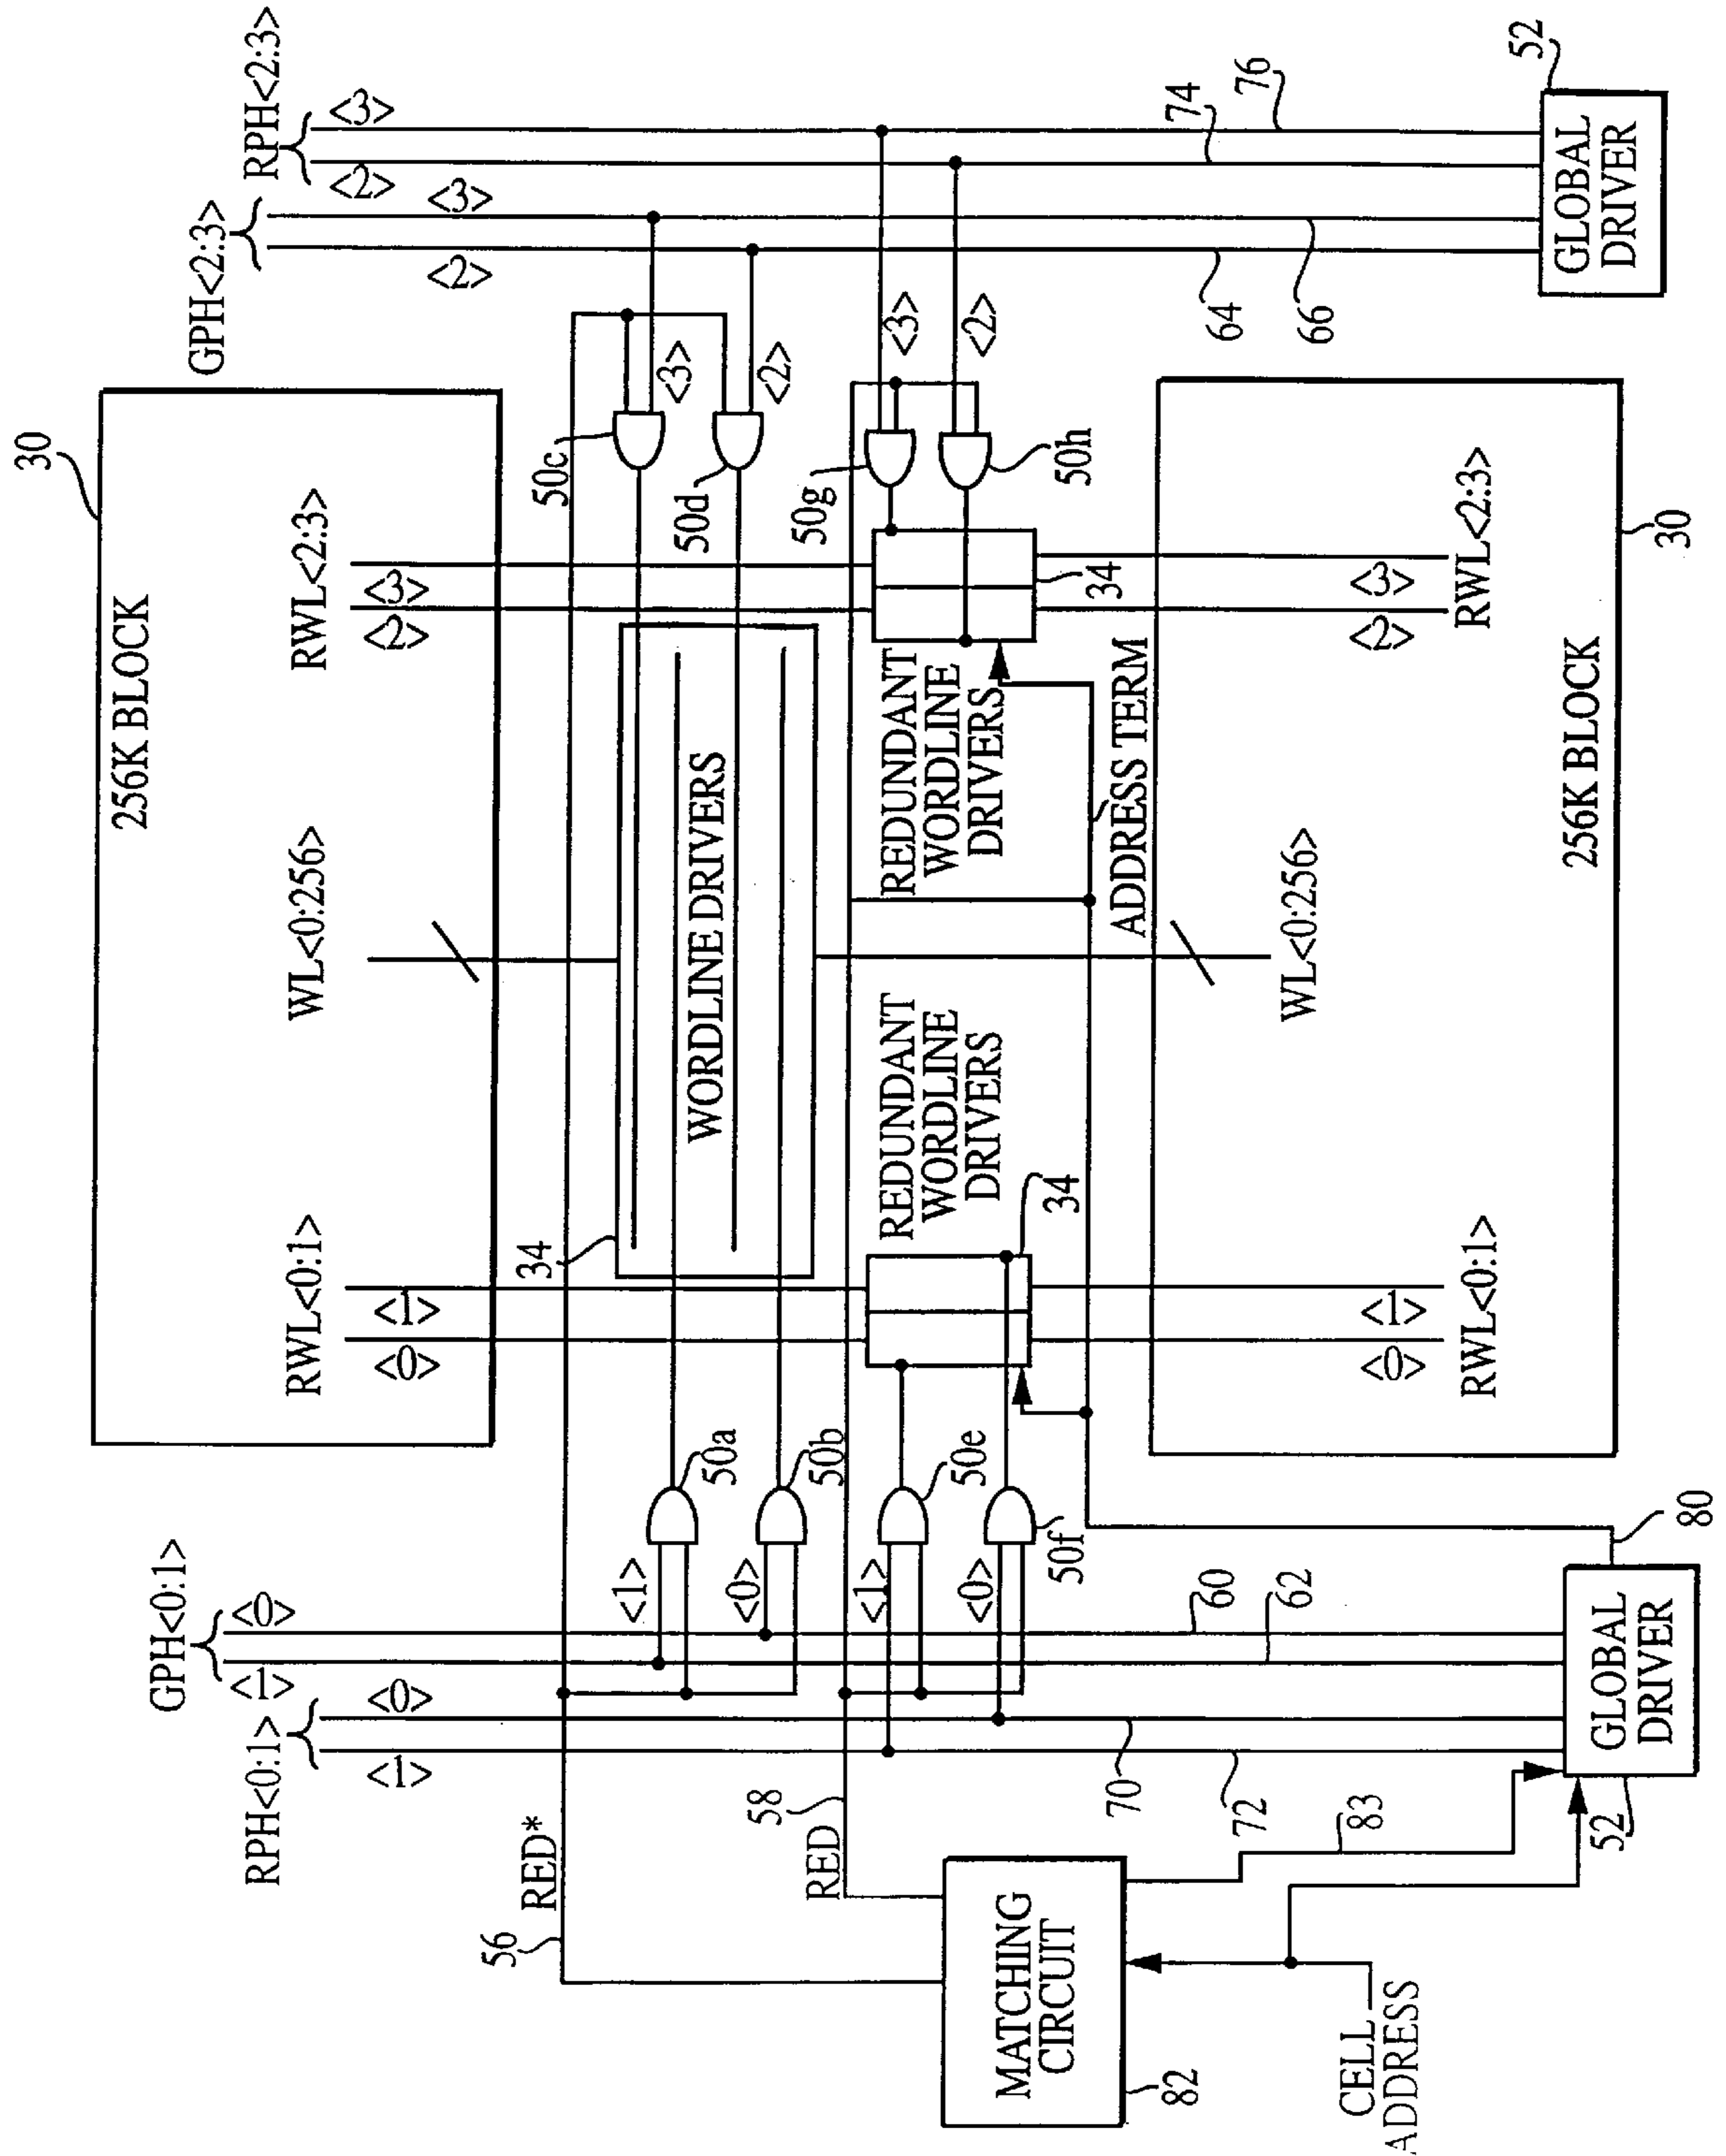 30
256K BLOCK
RWL<0:1>
<0>
<1>
WL<0:256>
RWL<2:3>
<2>
<3>
GPH<0:1>
<1>
<0>
RPH<0:1>
<1>
<0>
GPH<2:3>
<2>
<3>
RPH<2:3>
<2>
<3>
56
RED*
58
RED
34
WORDLINE DRIVERS
<1>
50a
<0>
50b
<1>
50e
<0>
50f
50c
<3>
50d
<2>
50g
<3>
50h
<2>
REDUNDANT
WORDLINE
DRIVERS
34
REDUNDANT
WORDLINE
DRIVERS
34
ADDRESS TERM
MATCHING
CIRCUIT
82
CELL
ADDRESS
83
70
72
60
62
80
GLOBAL
DRIVER
52
64
66
74
76
GLOBAL
DRIVER
52
<0>
<1>
RWL<0:1>
WL<0:256>
<2>
<3>
RWL<2:3>
256K BLOCK
30